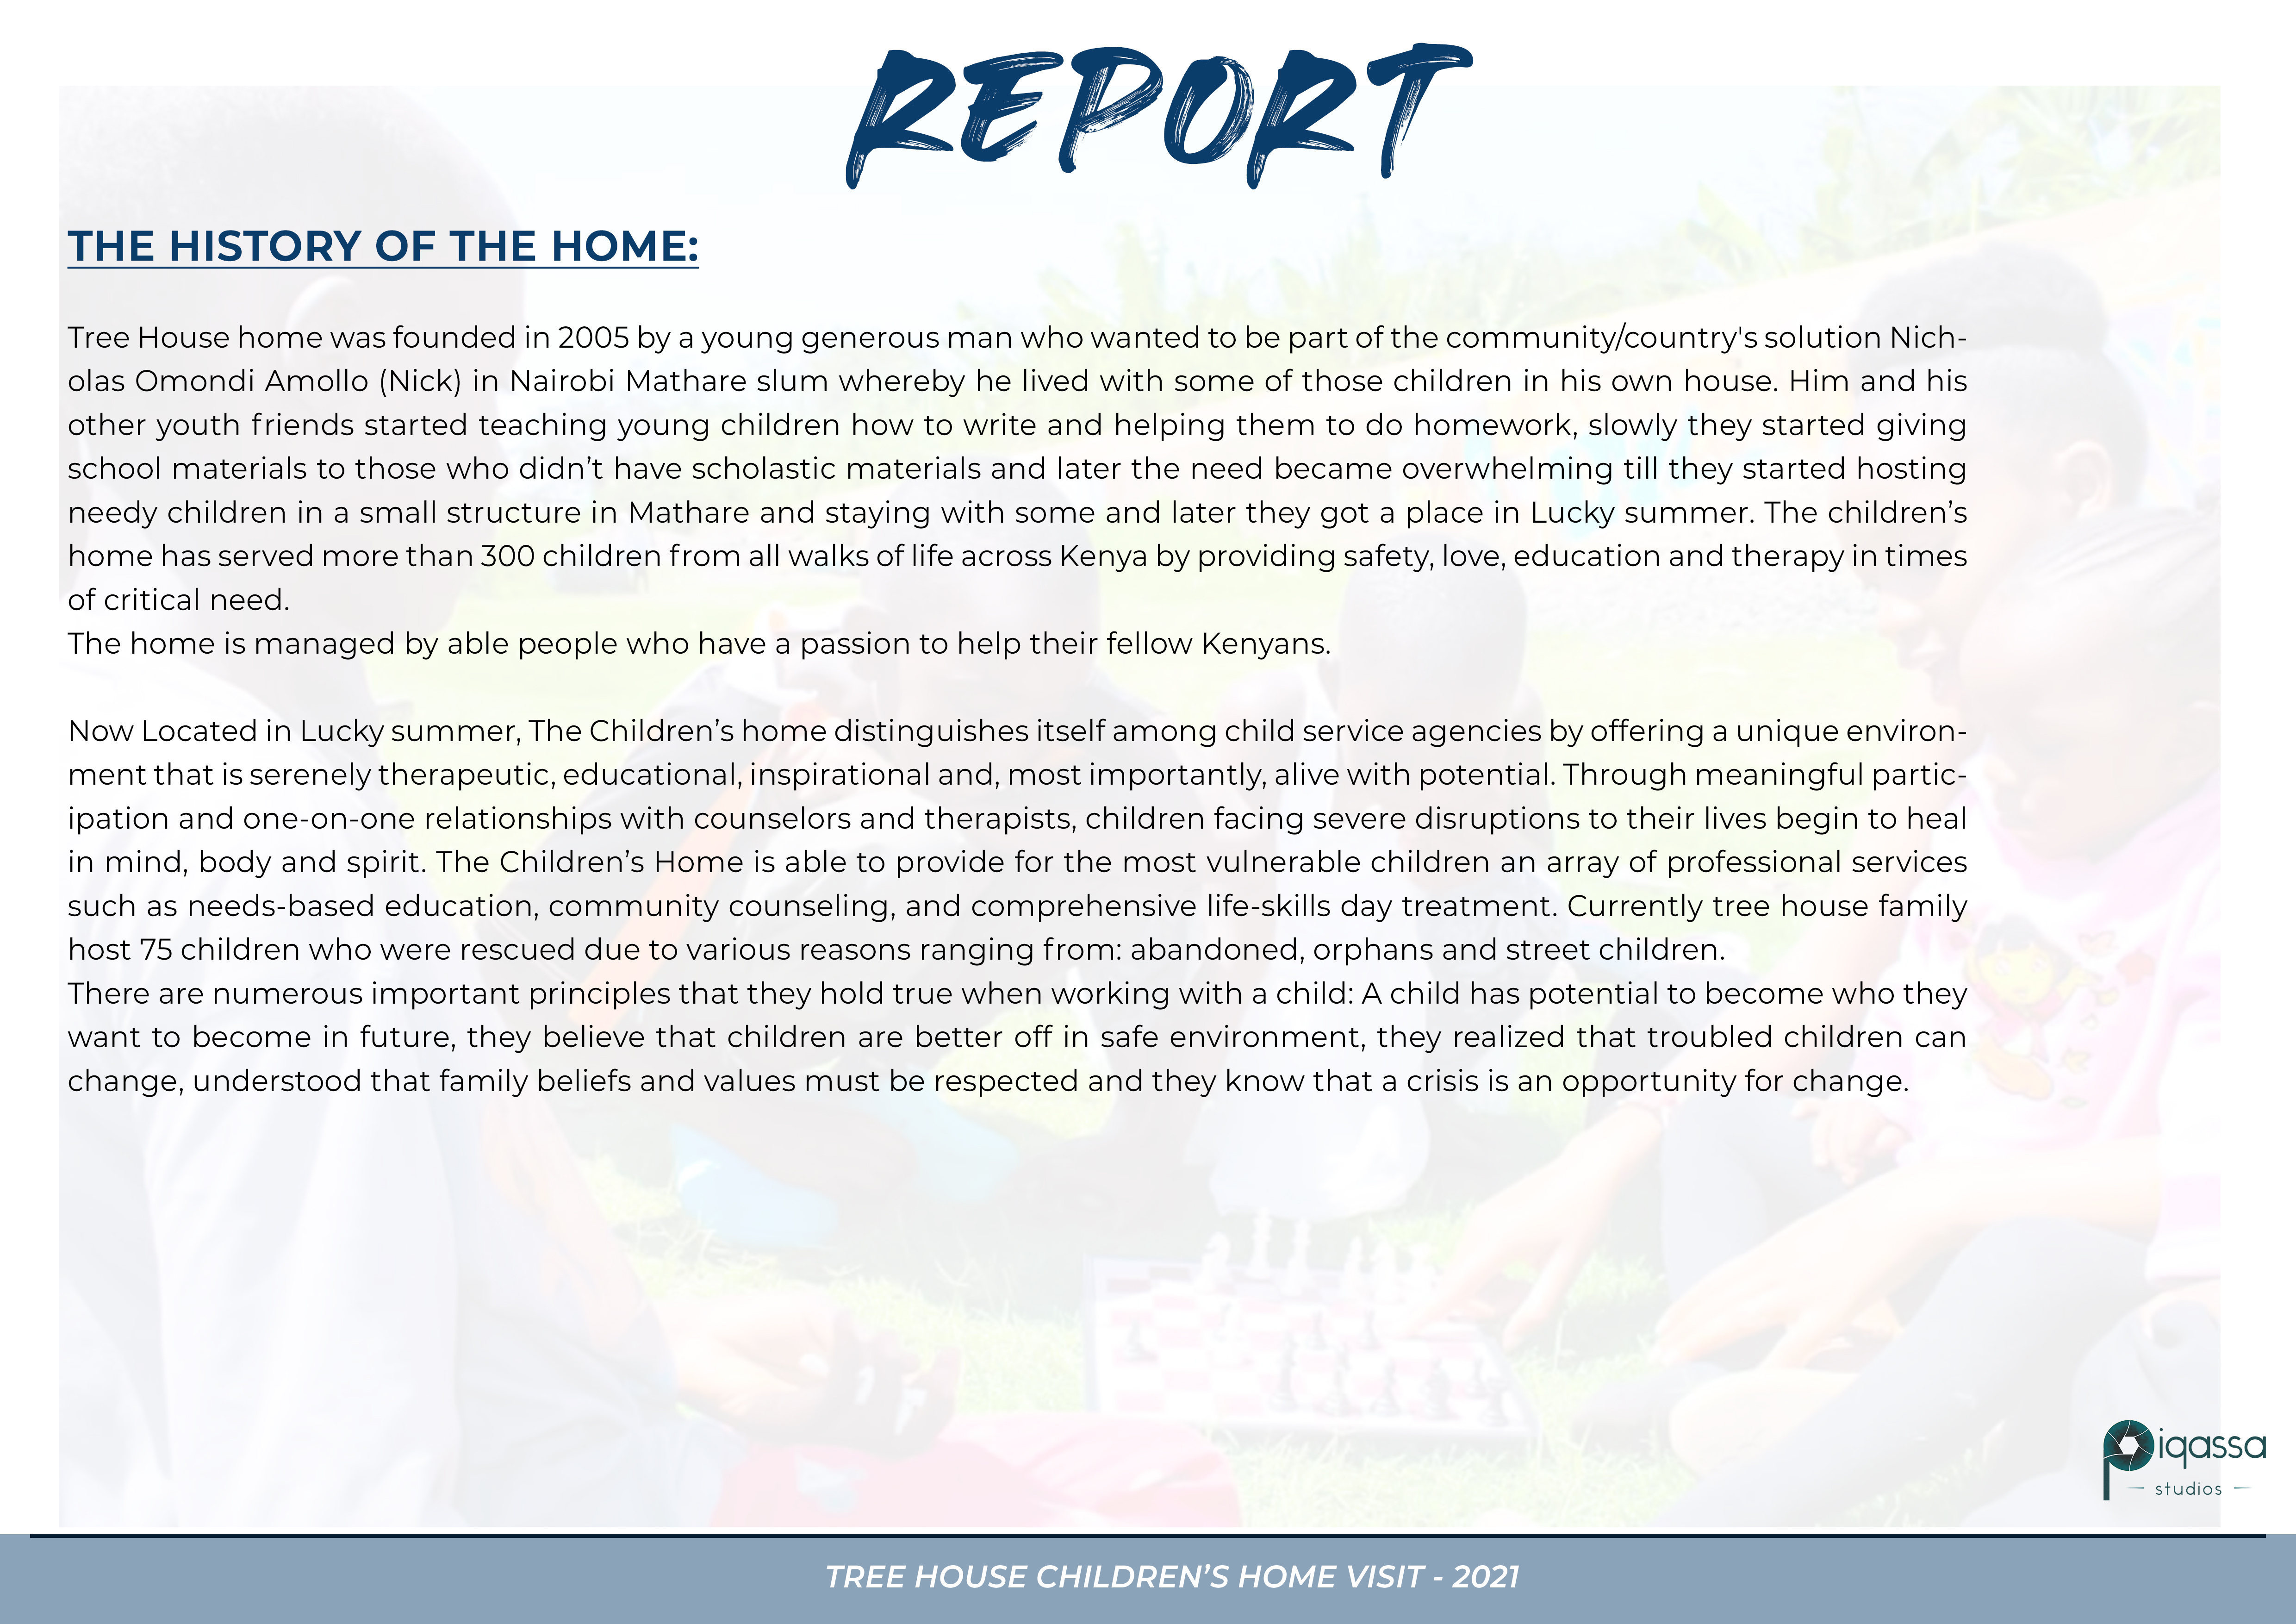 REPORT
THE HISTORY OF THE HOME:
Tree House home was founded in 2005 by a young generous man who wanted to be part of the community/country's solution Nich-
olas Omondi Amollo (Nick) in Nairobi Mathare slum whereby he lived with some of those children in his own house. Him and his
other youth friends started teaching young children how to write and helping them to do homework, slowly they started giving
school materials to those who didn’t have scholastic materials and later the need became overwhelming till they started hosting
needy children in a small structure in Mathare and staying with some and later they got a place in Lucky summer. The children’s
home has served more than 300 children from all walks of life across Kenya by providing safety, love, education and therapy in times
of critical need.
The home is managed by able people who have a passion to help their fellow Kenyans.
Now Located in Lucky summer, The Children’s home distinguishes itself among child service agencies by offering a unique environ-
ment that is serenely therapeutic, educational, inspirational and, most importantly, alive with potential. Through meaningful partic-
ipation and one-on-one relationships with counselors and therapists, children facing severe disruptions to their lives begin to heal
in mind, body and spirit. The Children’s Home is able to provide for the most vulnerable children an array of professional services
such as needs-based education, community counseling, and comprehensive life-skills day treatment. Currently tree house family
host 75 children who were rescued due to various reasons ranging from: abandoned, orphans and street children.
There are numerous important principles that they hold true when working with a child: A child has potential to become who they
want to become in future, they believe that children are better off in safe environment, they realized that troubled children can
change, understood that family beliefs and values must be respected and they know that a crisis is an opportunity for change.
Piqassa
studios
TREE HOUSE CHILDREN’S HOME VISIT - 2021